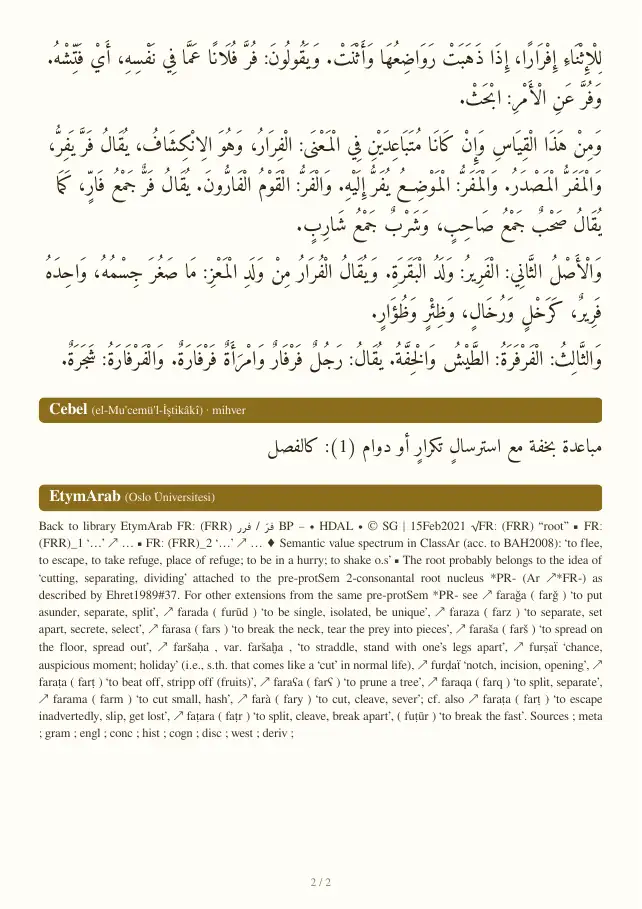 لِلْإِثْنَاءِ إِفْرَارًا، إِذَا ذَهَبَتْ رَوَاضِعُهَا وَأَثْنَتْ. وَيَقُولُونَ: فُرَّ فُلَانًا عَمَّا فِي نَفْسِهِ، أَيْ فَتِّشْهُ.
وَفُرَّ عَنِ الْأَمْرِ: ابْحَثْ.
وَمِنْ هَذَا الْقِيَاسِ وَإِنْ كَانَا مُتَبَاعِدَيْنِ فِي الْمَعْنَى: الْفِرَارُ، وَهُوَ الِانْكِشَافُ، يُقَالُ فَرَّ يَفِرُّ،
وَالْمَفَرُّ الْمَصْدَرُ. وَالْمَفَرُّ: الْمَوْضِعُ يُفَرُّ إِلَيْهِ. وَالْفَرُّ: الْقَوْمُ الْفَارُّونَ. يُقَالُ فَرٌّ جَمْعُ فَارٍّ، كَمَا
يُقَالُ صَحْبٌ جَمْعُ صَاحِبٍ، وَشَرْبٌ جَمْعُ شَارِبٍ.
وَالْأَصْلُ الثَّانِي: الْفَرِيرُ: وَلَدُ الْبَقَرَةِ. وَيُقَالُ الْفُرَارُ مِنْ وَلَدِ الْمَعْزِ: مَا صَغُرَ جِسْمُهُ، وَاحِدَهُ
فَرِيرٌ، كَرَخْلٍ وَرُخَالٍ، وَظِئْرٍ وَظُؤَارٍ.
وَالثَّالِثُ: الْفَرْفَرَةُ: الطَّيْشُ وَالْخِفَّةُ. يُقَالُ: رَجُلٌ فَرْفَارٌ وَامْرَأَةٌ فَرْفَارَةٌ. وَالْفَرْفَارَةُ: شَجَرَةٌ.
Cebel (el-Mu'cemü'l-İştikâkî) · mihver
مباعدة بخفة مع استرسالٍ تكرارٍ أو دوام (1): كالفصل
EtymArab (Oslo Üniversitesi)
Back to library EtymArab FR: (FRR) فرّ / فرر BP – • HDAL • © SG | 15Feb2021 √FR: (FRR) “root” ▪ FR:
(FRR)_1 ‘…’ ↗ … ▪ FR: (FRR)_2 ‘…’ ↗ … ♦ Semantic value spectrum in ClassAr (acc. to BAH2008): ‘to flee,
to escape, to take refuge, place of refuge; to be in a hurry; to shake o.s’ ▪ The root probably belongs to the idea of
‘cutting, separating, dividing’ attached to the pre-protSem 2-consonantal root nucleus *PR- (Ar ↗*FR-) as
described by Ehret1989#37. For other extensions from the same pre-protSem *PR- see ↗ faraǧa ( farǧ ) ‘to put
asunder, separate, split’, ↗ farada ( furūd ) ‘to be single, isolated, be unique’, ↗ faraza ( farz ) ‘to separate, set
apart, secrete, select’, ↗ farasa ( fars ) ‘to break the neck, tear the prey into pieces’, ↗ faraša ( farš ) ‘to spread on
the floor, spread out’, ↗ faršaḥa , var. faršaḫa , ‘to straddle, stand with one's legs apart’, ↗ furṣaẗ ‘chance,
auspicious moment; holiday’ (i.e., s.th. that comes like a ‘cut’ in normal life), ↗ furḍaẗ ‘notch, incision, opening’, ↗
faraṭa ( farṭ ) ‘to beat off, stripp off (fruits)’, ↗ faraʕa ( farʕ ) ‘to prune a tree’, ↗ faraqa ( farq ) ‘to split, separate’,
↗ farama ( farm ) ‘to cut small, hash’, ↗ farà ( fary ) ‘to cut, cleave, sever’; cf. also ↗ faraṭa ( farṭ ) ‘to escape
inadvertedly, slip, get lost’, ↗ faṭara ( faṭr ) ‘to split, cleave, break apart’, ( fuṭūr ) ‘to break the fast’. Sources ; meta
; gram ; engl ; conc ; hist ; cogn ; disc ; west ; deriv ;
2 / 2